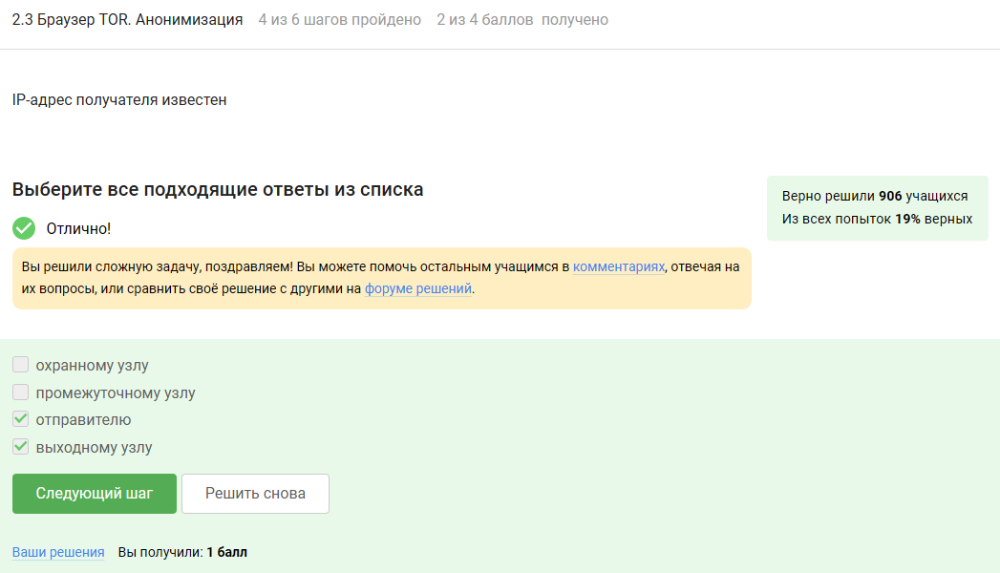 2.3 Браузер TOR. Анонимизация 4 из 6 шагов пройдено 2 из 4 баллов получено
IP-адрес получателя известен
Выберите все подходящие ответы из списка
Верно решили 906 учащихся
Из всех попыток 19% верных
Отлично!
Вы решили сложную задачу, поздравляем! Вы можете помочь остальным учащимся в комментариях, отвечая на
их вопросы, или сравнить своё решение с другими на форуме решений.
охранному узлу
промежуточному узлу
отправителю
выходному узлу
Следующий шаг Решить снова
Ваши решения Вы получили: 1 балл